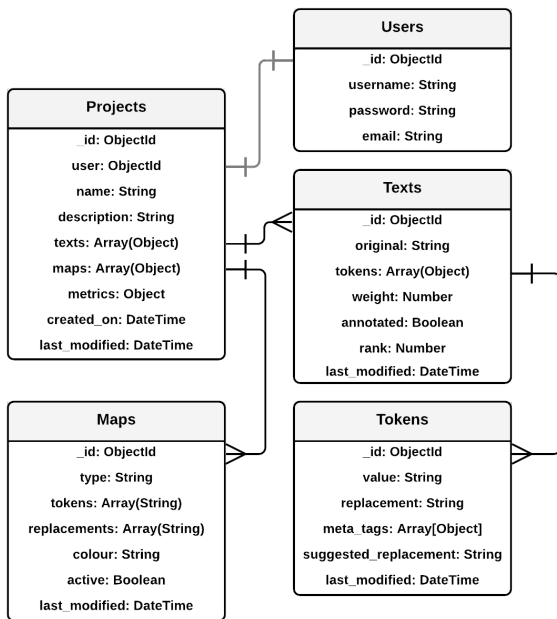 Users
_id: ObjectId
username: String
password: String
email: String
Projects
_id: ObjectId
user: ObjectId
name: String
description: String
texts: Array(Object)
maps: Array(Object)
metrics: Object
created_on: DateTime
last_modified: DateTime
Texts
_id: ObjectId
original: String
tokens: Array(Object)
weight: Number
annotated: Boolean
rank: Number
last_modified: DateTime
Maps
_id: ObjectId
type: String
tokens: Array(String)
replacements: Array(String)
colour: String
active: Boolean
last_modified: DateTime
Tokens
_id: ObjectId
value: String
replacement: String
meta_tags: Array[Object]
suggested_replacement: String
last_modified: DateTime